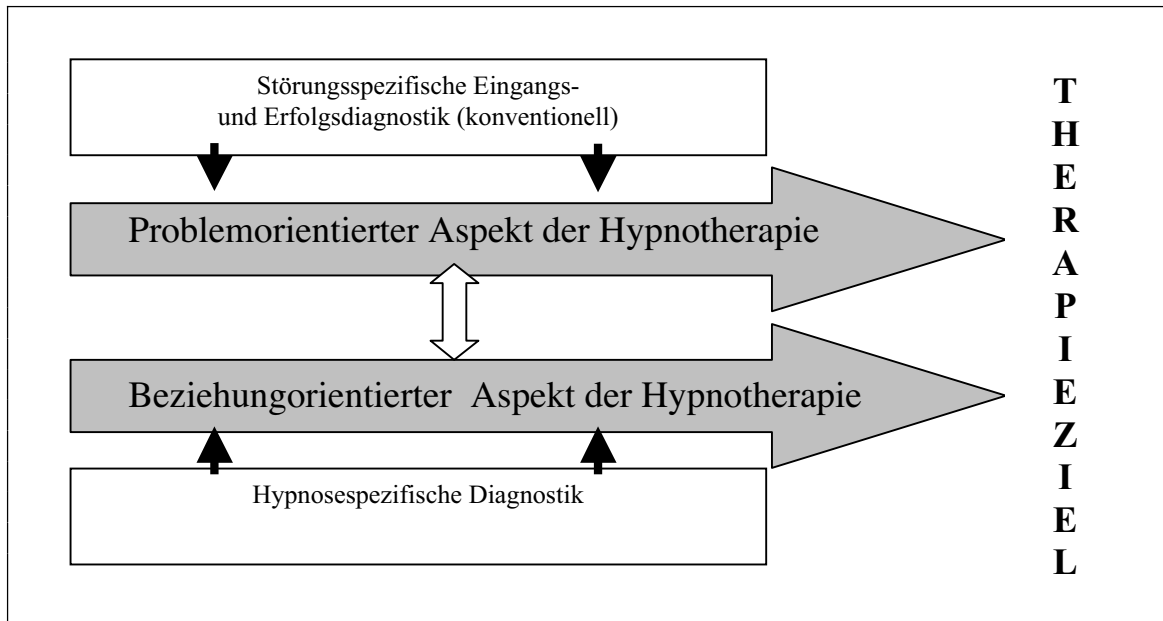 Störungsspezifische Eingangs-
und Erfolgsdiagnostik (konventionell)
Problemorientierter Aspekt der Hypnotherapie
Beziehungorientierter Aspekt der Hypnotherapie
Hypnosespezifische Diagnostik
T
H
E
R
A
P
I
E
Z
I
E
L